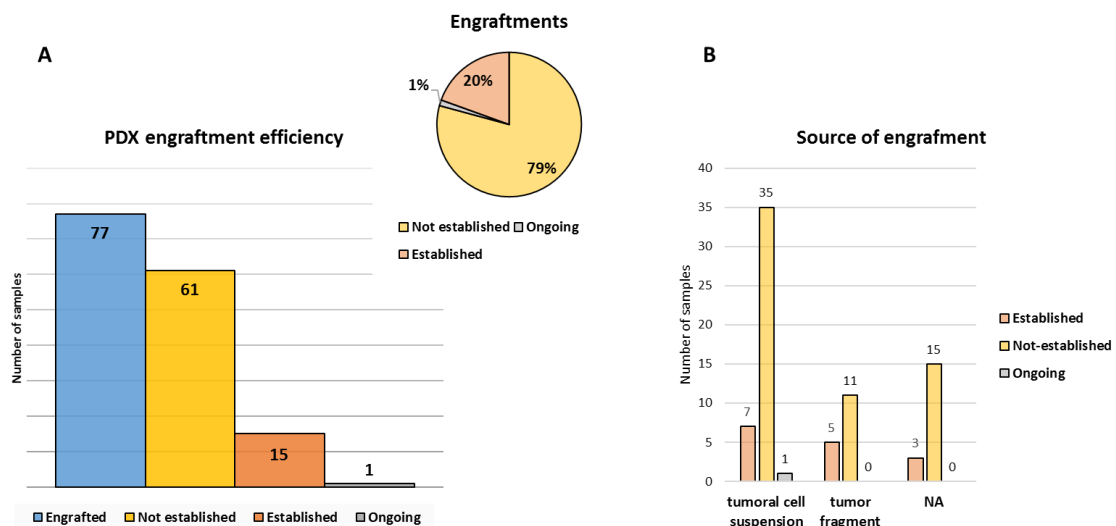 Engraftments
A
B
1%
20%
79%
PDX engraftment efficiency
Not established
Ongoing
Established
Number of samples
77
61
15
1
Engrafted
Not established
Established
Ongoing
Source of engrafment
Number of samples
40
35
30
25
20
15
10
5
0
7
35
1
5
11
0
3
15
0
tumoral cell
suspension
tumor
fragment
NA
Established
Not-established
Ongoing